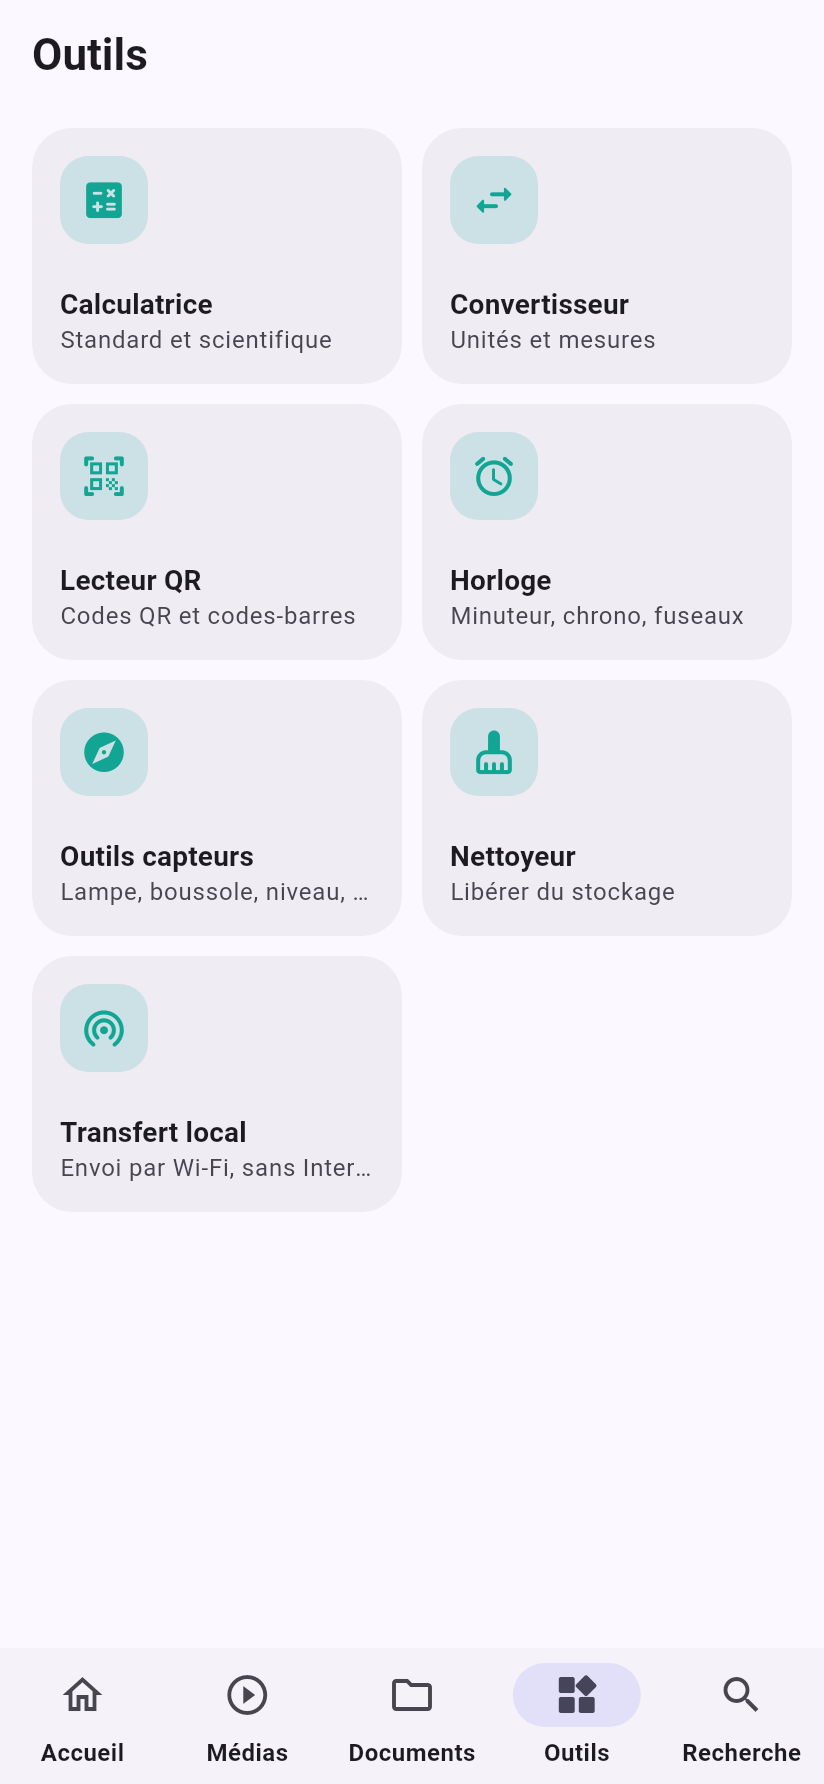 Outils
Calculatrice
Standard et scientifique
Convertisseur
Unités et mesures
Lecteur QR
Codes QR et codes-barres
Horloge
Minuteur, chrono, fuseaux
Outils capteurs
Lampe, boussole, niveau, …
Nettoyeur
Libérer du stockage
Transfert local
Envoi par Wi-Fi, sans Inter…
Accueil
Médias
Documents
Outils
Recherche